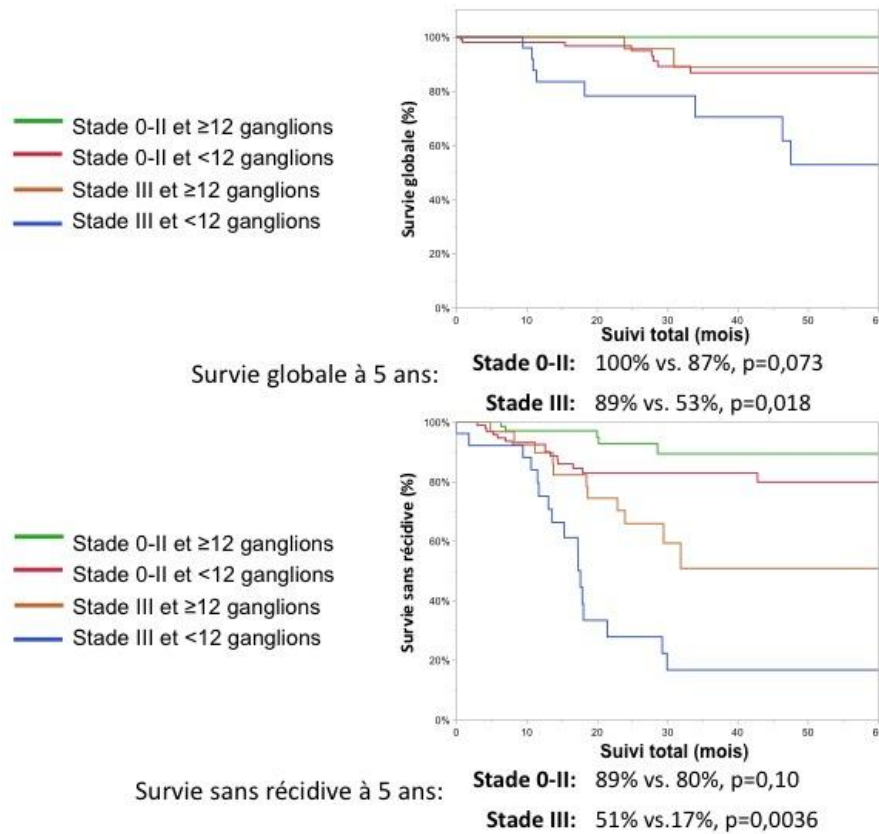 Stade 0-II et ≥12 ganglions
Stade 0-II et <12 ganglions
Stade III et ≥12 ganglions
Stade III et <12 ganglions
Survie globale (%)
100%
80%
60%
40%
20%
0%
0 10 20 30 40 50 60
Suivi total (mois)
Survie globale à 5 ans:
Stade 0-II: 100% vs. 87%, p=0,073
Stade III: 89% vs. 53%, p=0,018
Stade 0-II et ≥12 ganglions
Stade 0-II et <12 ganglions
Stade III et ≥12 ganglions
Stade III et <12 ganglions
Survie sans récidive (%)
100%
80%
60%
40%
20%
0%
0 10 20 30 40 50 60
Suivi total (mois)
Survie sans récidive à 5 ans:
Stade 0-II: 89% vs. 80%, p=0,10
Stade III: 51% vs.17%, p=0,0036